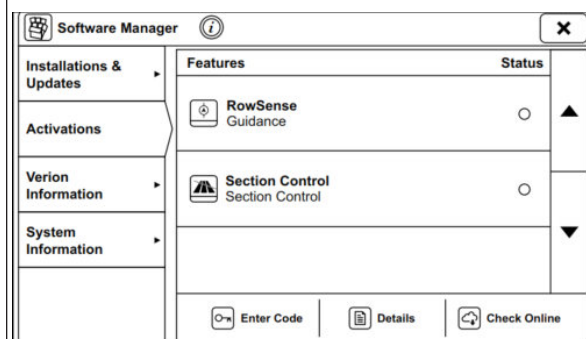 Software Manager
Installations &
Updates
Activations
Verion
Information
System
Information
Features Status
RowSense
Guidance
Section Control
Section Control
Enter Code Details Check Online